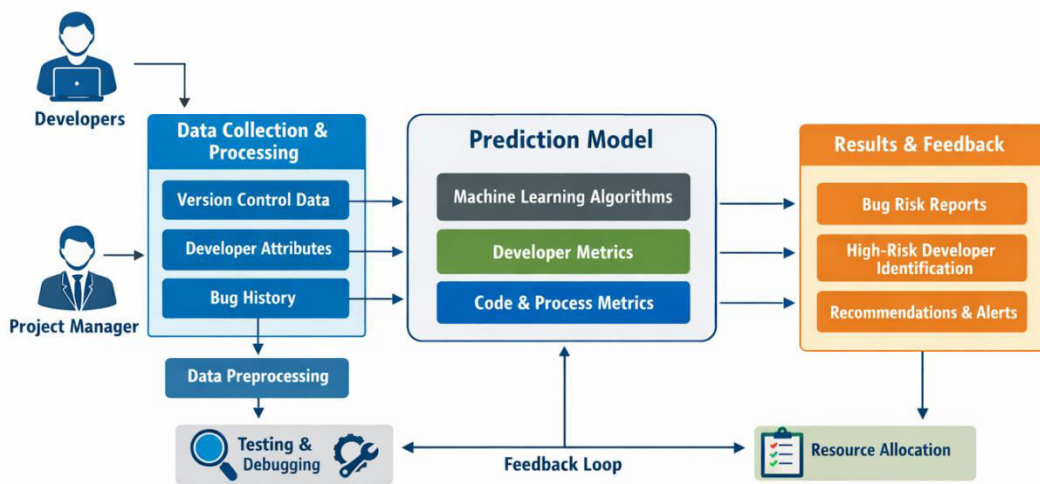 Developers
Project Manager
Data Collection &
Processing
Version Control Data
Developer Attributes
Bug History
Data Preprocessing
Testing &
Debugging
Prediction Model
Machine Learning Algorithms
Developer Metrics
Code & Process Metrics
Feedback Loop
Results & Feedback
Bug Risk Reports
High-Risk Developer
Identification
Recommendations & Alerts
Resource Allocation